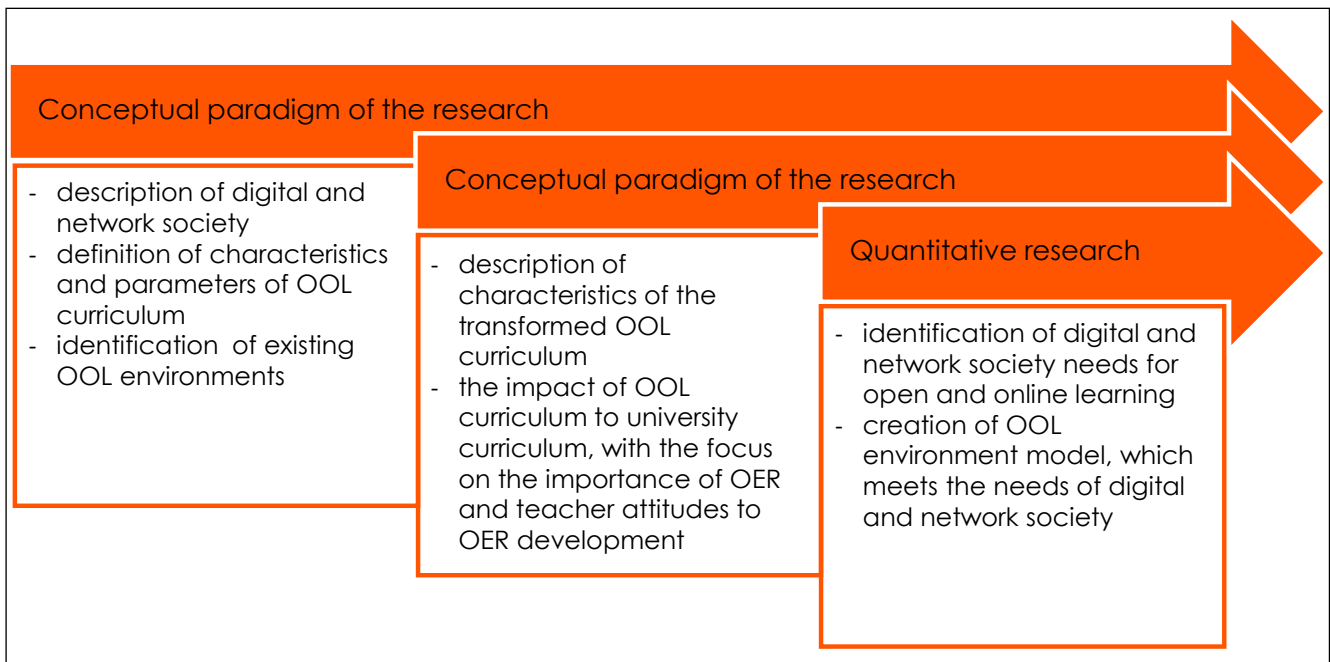 Conceptual paradigm of the research
- description of digital and
network society
- definition of characteristics
and parameters of OOL
curriculum
- identification of existing
OOL environments
Conceptual paradigm of the research
- description of
characteristics of the
transformed OOL
curriculum
- the impact of OOL
curriculum to university
curriculum, with the focus
on the importance of OER
and teacher attitudes to
OER development
Quantitative research
- identification of digital and
network society needs for
open and online learning
- creation of OOL
environment model, which
meets the needs of digital
and network society